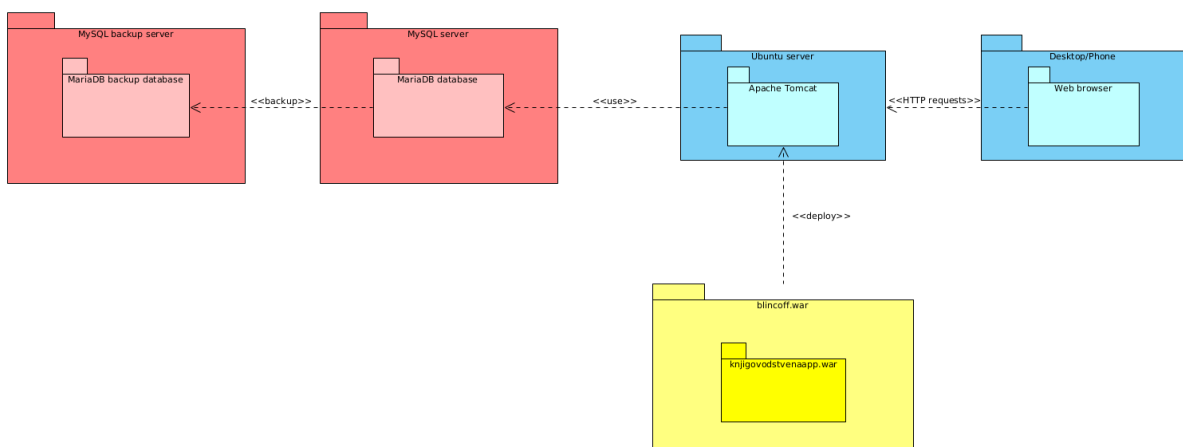 MySQL backup server
MariaDB backup database
<<backup>>
MySQL server
MariaDB database
<<use>>
Ubuntu server
Apache Tomcat
<<HTTP requests>>
Desktop/Phone
Web browser
<<deploy>>
blincoff.war
knjigovodstvenaapp.war